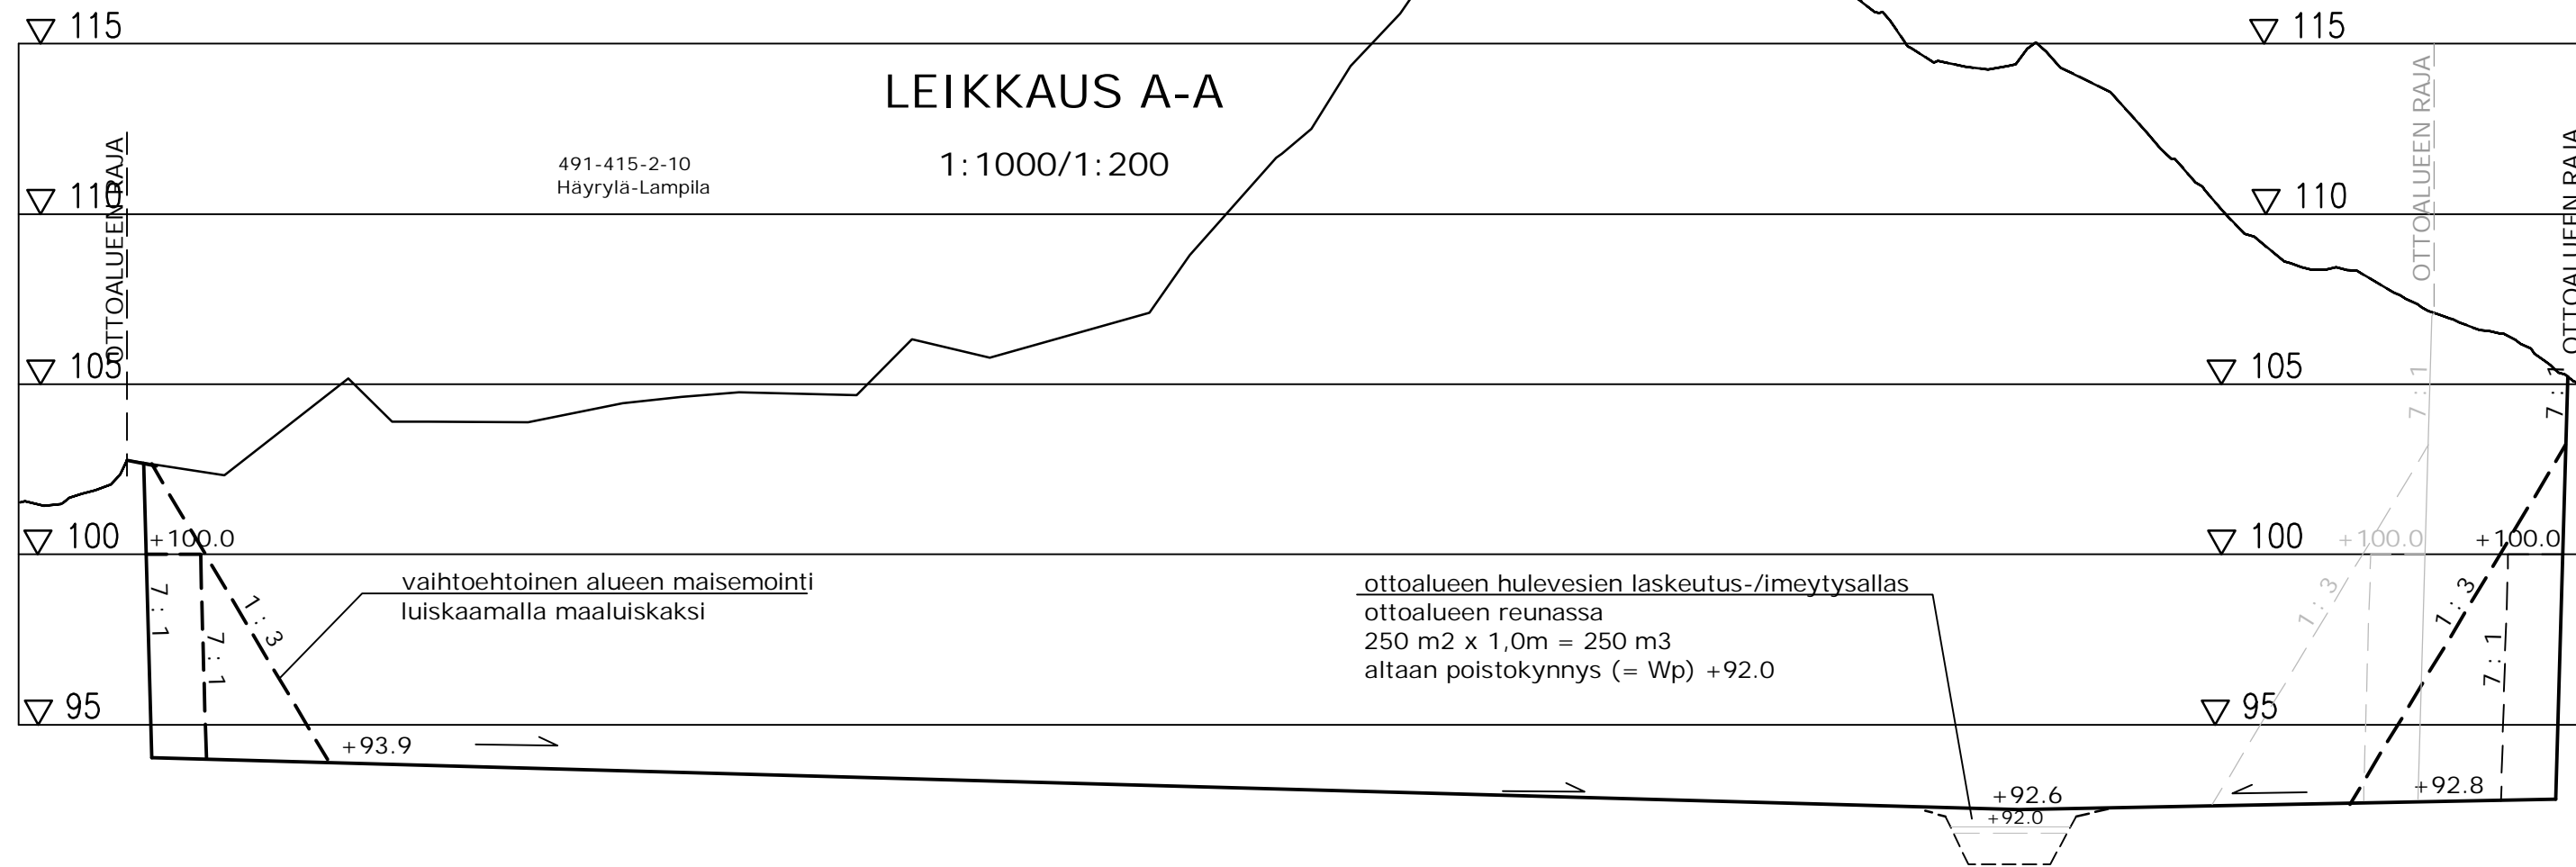 115
115
LEIKKAUS A-A
1:1000/1:200
491-415-2-10
Häyrylä-Lampila
OTTOALUEEN RAJA
OTTOALUEEN RAJA
OTTOALUEEN RAJA
110
110
105
105
7:1
7:1
100
+100.0
100
+100.0
+100.0
7:1
7:1
1:3
vaihtoehtoinen alueen maisemointi
luiskaamalla maaluiskaksi
ottoalueen hulevesien laskeutus-/imeytysallas
ottoalueen reunassa
250 m2 x 1,0m = 250 m3
altaan poistokynnys (= Wp) +92.0
1:3
1:3
7:1
95
95
+93.9
+92.6
+92.0
+92.8